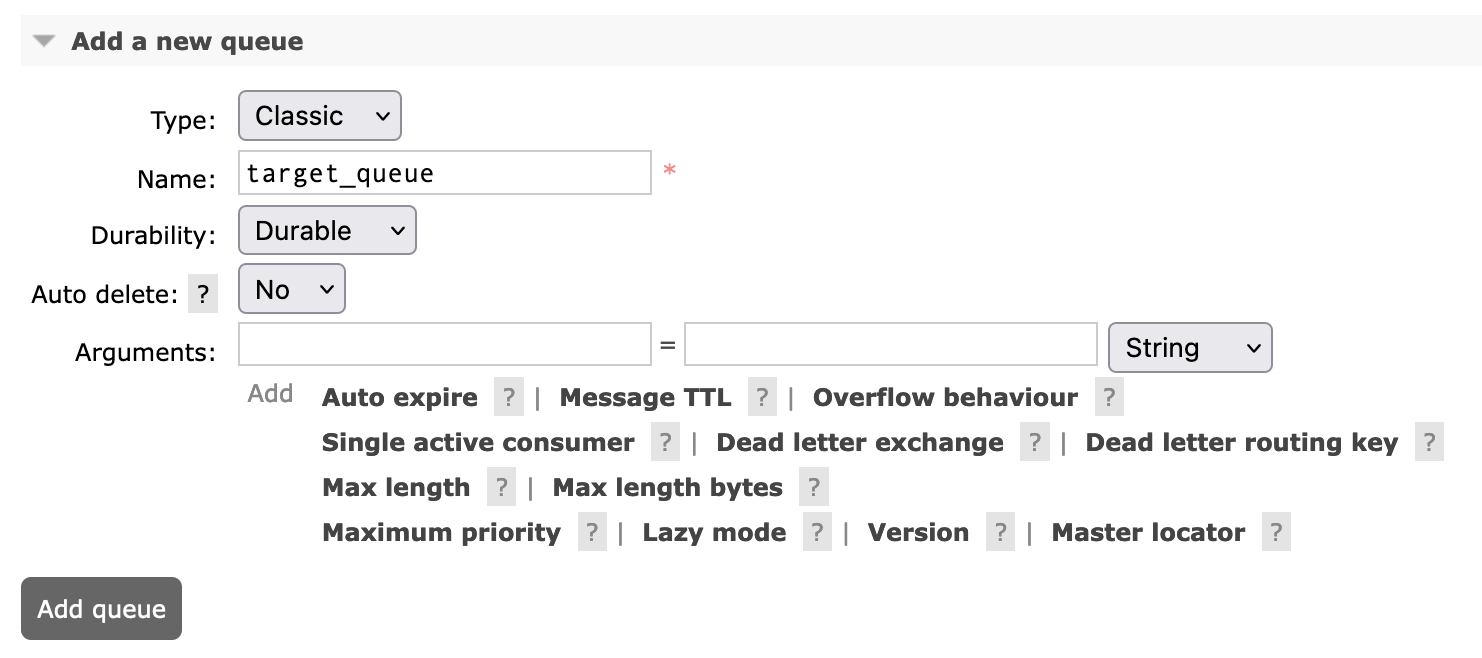 Add a new queue
Type: Classic
Name: target_queue *
Durability: Durable
Auto delete: ? No
Arguments: = String
Add Auto expire ? | Message TTL ? | Overflow behaviour ?
Single active consumer ? | Dead letter exchange ? | Dead letter routing key ?
Max length ? | Max length bytes ?
Maximum priority ? | Lazy mode ? | Version ? | Master locator ?
Add queue